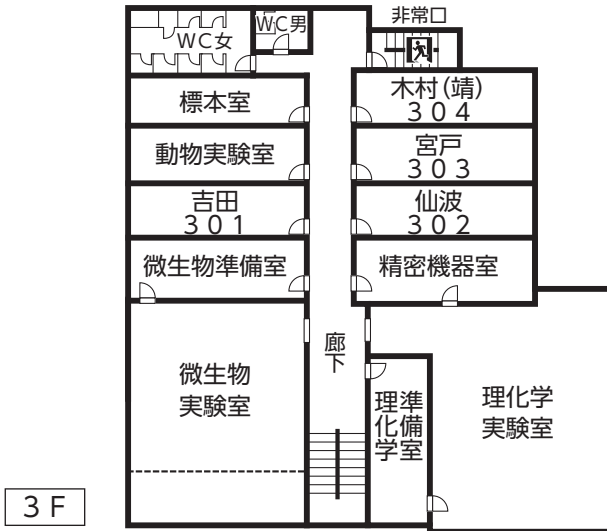 非常口
WC女
WC男
標本室
木村(靖)
304
動物実験室
宮戸
303
吉田
301
仙波
302
微生物準備室
精密機器室
廊下
微生物
実験室
理化学
準備室
理化学
実験室
3F